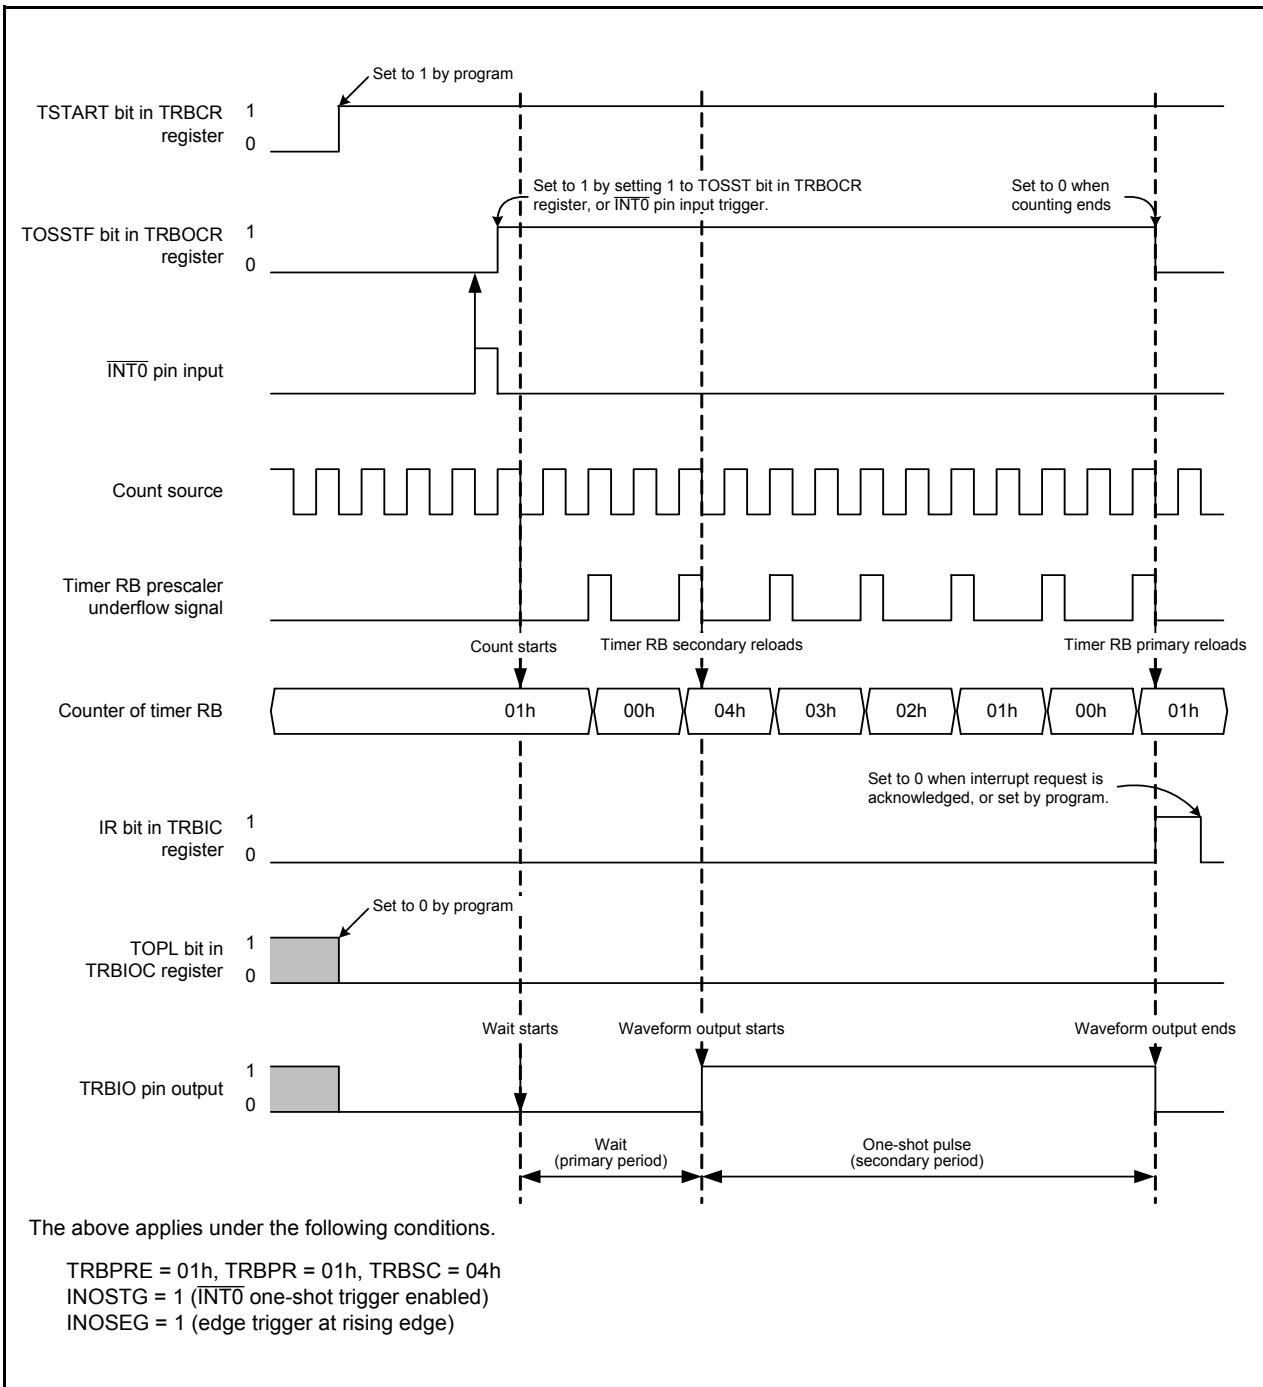 Set to 1 by program
TSTART bit in TRBCR
register
1
0
Set to 1 by setting 1 to TOSST bit in TRBOCR
register, or INT0 pin input trigger.
Set to 0 when
counting ends
TOSSTF bit in TRBOCR
register
1
0
INT0 pin input
Count source
Timer RB prescaler
underflow signal
Count starts
Timer RB secondary reloads
Timer RB primary reloads
Counter of timer RB
01h
00h
04h
03h
02h
01h
00h
01h
Set to 0 when interrupt request is
acknowledged, or set by program.
IR bit in TRBIC
register
1
0
Set to 0 by program
TOPL bit in
TRBIOC register
1
0
Wait starts
Waveform output starts
Waveform output ends
TRBIO pin output
1
0
Wait
(primary period)
One-shot pulse
(secondary period)
The above applies under the following conditions.
TRBPRE = 01h, TRBPR = 01h, TRBSC = 04h
INOSTG = 1 (INT0 one-shot trigger enabled)
INOSEG = 1 (edge trigger at rising edge)